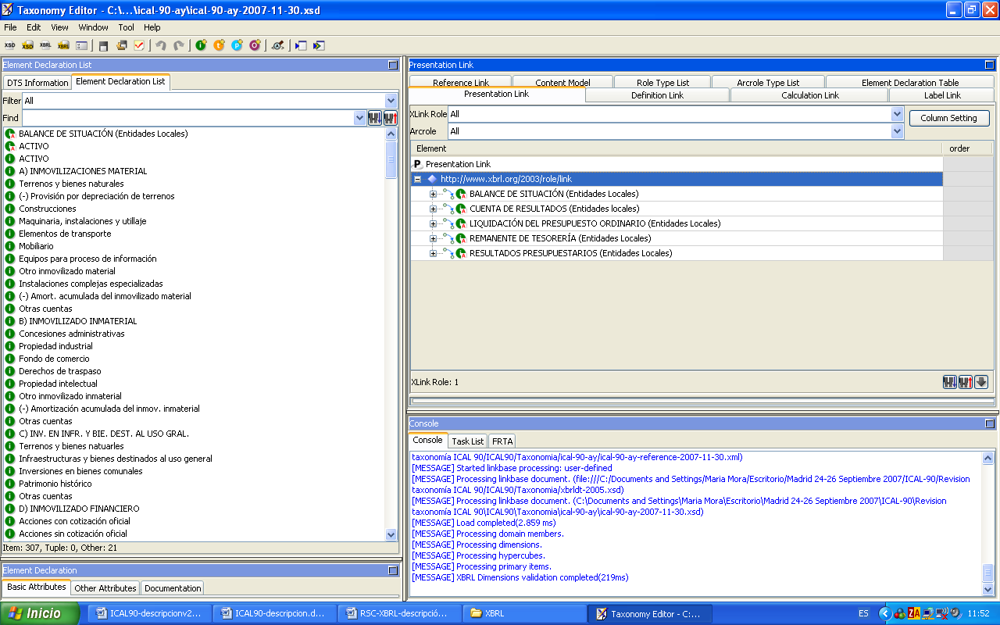 Taxonomy Editor - C:\...\ical-90-ay\ical-90-ay-2007-11-30.xsd
File Edit View Window Tool Help
XSD XSD XBRL XBRL
Element Declaration List
DTS Information Element Declaration List
Filter All
Find
BALANCE DE SITUACIÓN (Entidades Locales)
ACTIVO
ACTIVO
A) INMOVILIZACIONES MATERIAL
Terrenos y bienes naturales
(-) Provisión por depreciación de terrenos
Construcciones
Maquinaria, instalaciones y utillaje
Elementos de transporte
Mobiliario
Equipos para proceso de información
Otro inmovilizado material
Instalaciones complejas especializadas
(-) Amort. acumulada del inmovilizado material
Otras cuentas
B) INMOVILIZADO INMATERIAL
Concesiones administrativas
Propiedad industrial
Fondo de comercio
Derechos de traspaso
Propiedad intelectual
Otro inmovilizado inmaterial
(-) Amortización acumulada del inmov. inmaterial
Otras cuentas
C) INV. EN INFR. Y BIE. DEST. AL USO GRAL.
Terrenos y bienes natuarles
Infraestructuras y bienes destinados al uso general
Inversiones en bienes comunales
Patrimonio histórico
Otras cuentas
D) INMOVILIZADO FINANCIERO
Acciones con cotización oficial
Acciones sin cotización oficial
Item: 307, Tuple: 0, Other: 21
Element Declaration
Basic Attributes Other Attributes Documentation
Presentation Link
Reference Link Content Model Role Type List Arcrole Type List Element Declaration Table
Presentation Link Definition Link Calculation Link Label Link
XLink Role All
Column Setting
Arcrole All
Element order
P Presentation Link
http://www.xbrl.org/2003/role/link
BALANCE DE SITUACIÓN (Entidades Locales)
CUENTA DE RESULTADOS (Entidades locales)
LIQUIDACIÓN DEL PRESUPUESTO ORDINARIO (Entidades Locales)
REMANENTE DE TESORERÍA (Entidades Locales)
RESULTADOS PRESUPUESTARIOS (Entidades Locales)
XLink Role: 1
Console
Console Task List FRTA
taxonomía ICAL 90/ICAL90/Taxonomia/ical-90-ay/ical-90-ay-reference-2007-11-30.xml)
[MESSAGE] Started linkbase processing: user-defined
[MESSAGE] Processing linkbase document. (file:///C:/Documents and Settings/Maria Mora/Escritorio/Madrid 24-26 Septiembre 2007/ICAL-90/Revision
taxonomía ICAL 90/ICAL90/Taxonomia/xbrldt-2005.xsd)
[MESSAGE] Processing linkbase document. (C:\Documents and Settings\Maria Mora\Escritorio\Madrid 24-26 Septiembre 2007\ICAL-90\Revision
taxonomía ICAL 90\ICAL90\Taxonomia\ical-90-ay\ical-90-ay-2007-11-30.xsd)
[MESSAGE] Load completed(2.859 ms)
[MESSAGE] Processing domain members.
[MESSAGE] Processing dimensions.
[MESSAGE] Processing hypercubes.
[MESSAGE] Processing primary items.
[MESSAGE] XBRL Dimensions validation completed(219ms)
Inicio ICAL90-descripcionv2... ICAL90-descripcion.d... RSC-XBRL-descripció... XBRL Taxonomy Editor - C:... ES ZA 11:52